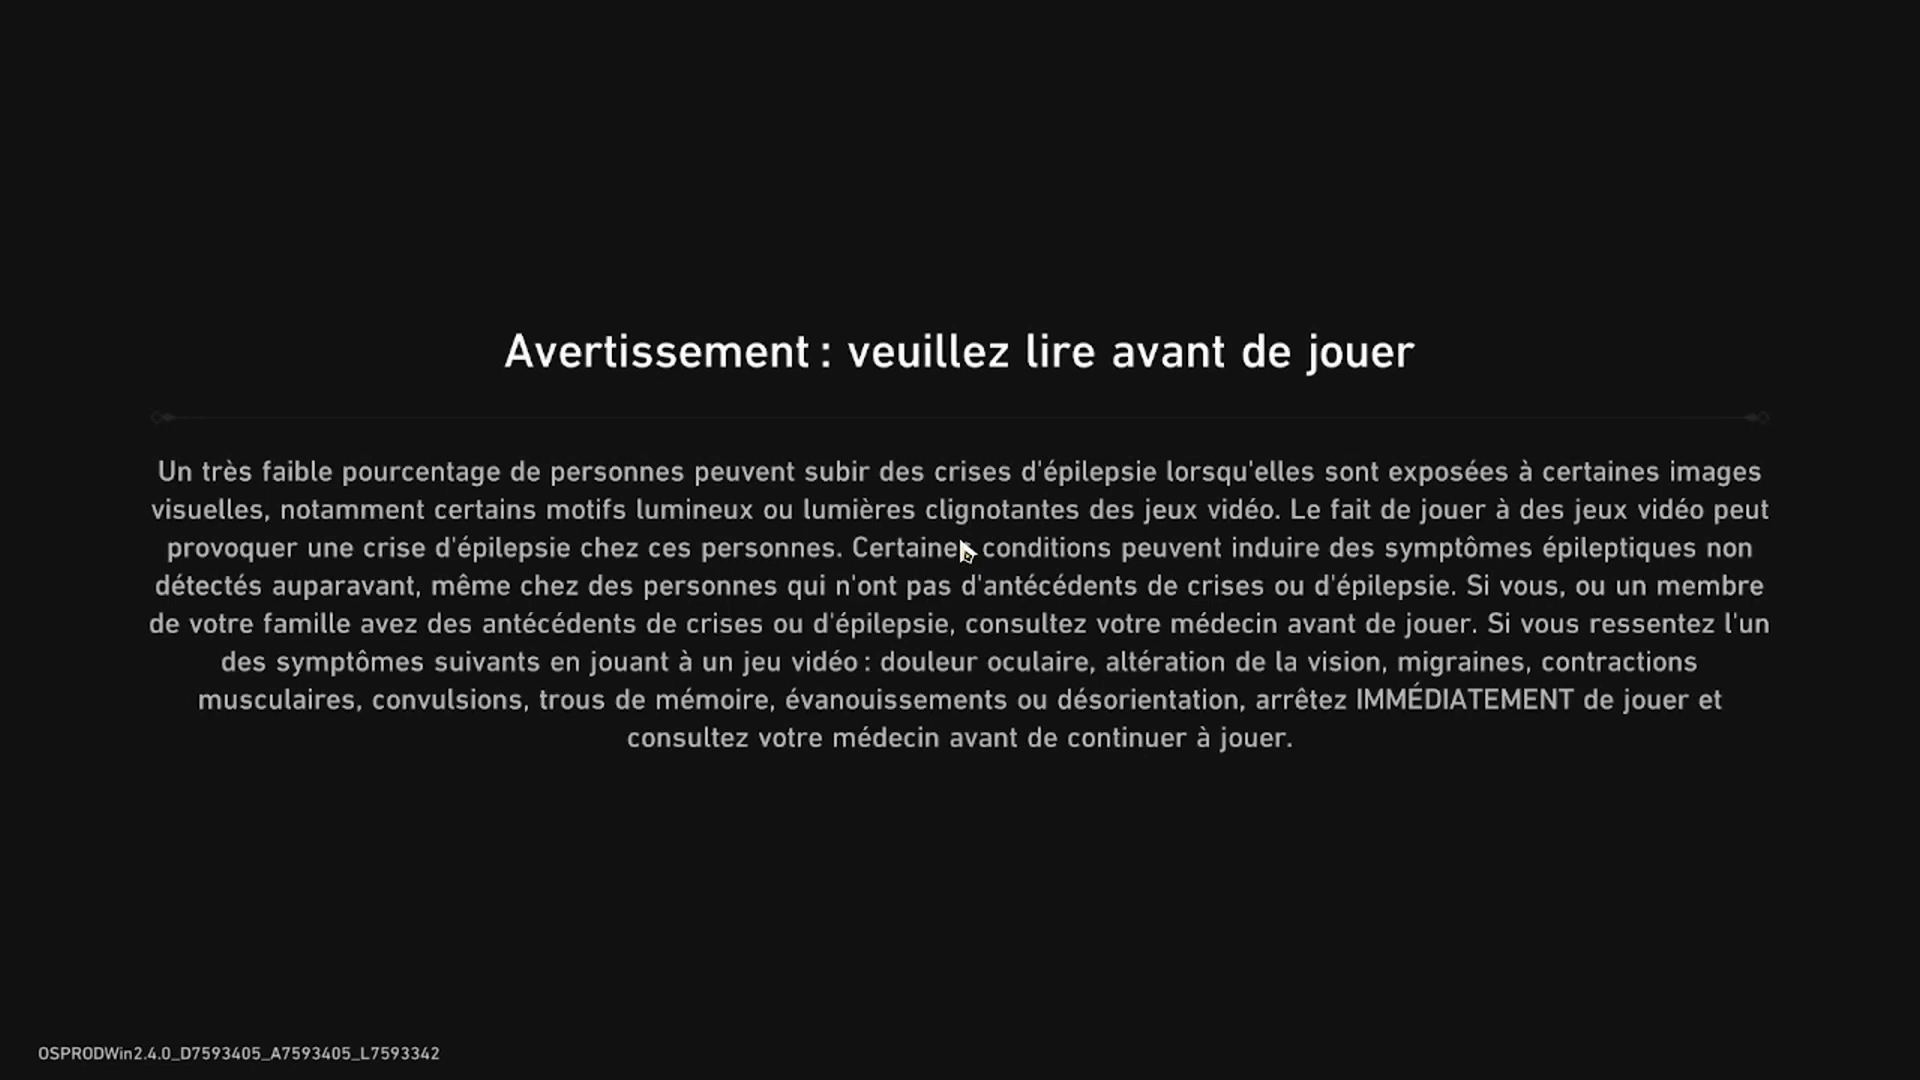 Avertissement : veuillez lire avant de jouer
Un très faible pourcentage de personnes peuvent subir des crises d'épilepsie lorsqu'elles sont exposées à certaines images
visuelles, notamment certains motifs lumineux ou lumières clignotantes des jeux vidéo. Le fait de jouer à des jeux vidéo peut
provoquer une crise d'épilepsie chez ces personnes. Certaines conditions peuvent induire des symptômes épileptiques non
détectés auparavant, même chez des personnes qui n'ont pas d'antécédents de crises ou d'épilepsie. Si vous, ou un membre
de votre famille avez des antécédents de crises ou d'épilepsie, consultez votre médecin avant de jouer. Si vous ressentez l'un
des symptômes suivants en jouant à un jeu vidéo : douleur oculaire, altération de la vision, migraines, contractions
musculaires, convulsions, trous de mémoire, évanouissements ou désorientation, arrêtez IMMÉDIATEMENT de jouer et
consultez votre médecin avant de continuer à jouer.
OSPRODWin2.4.0_D7593405_A7593405_L7593342